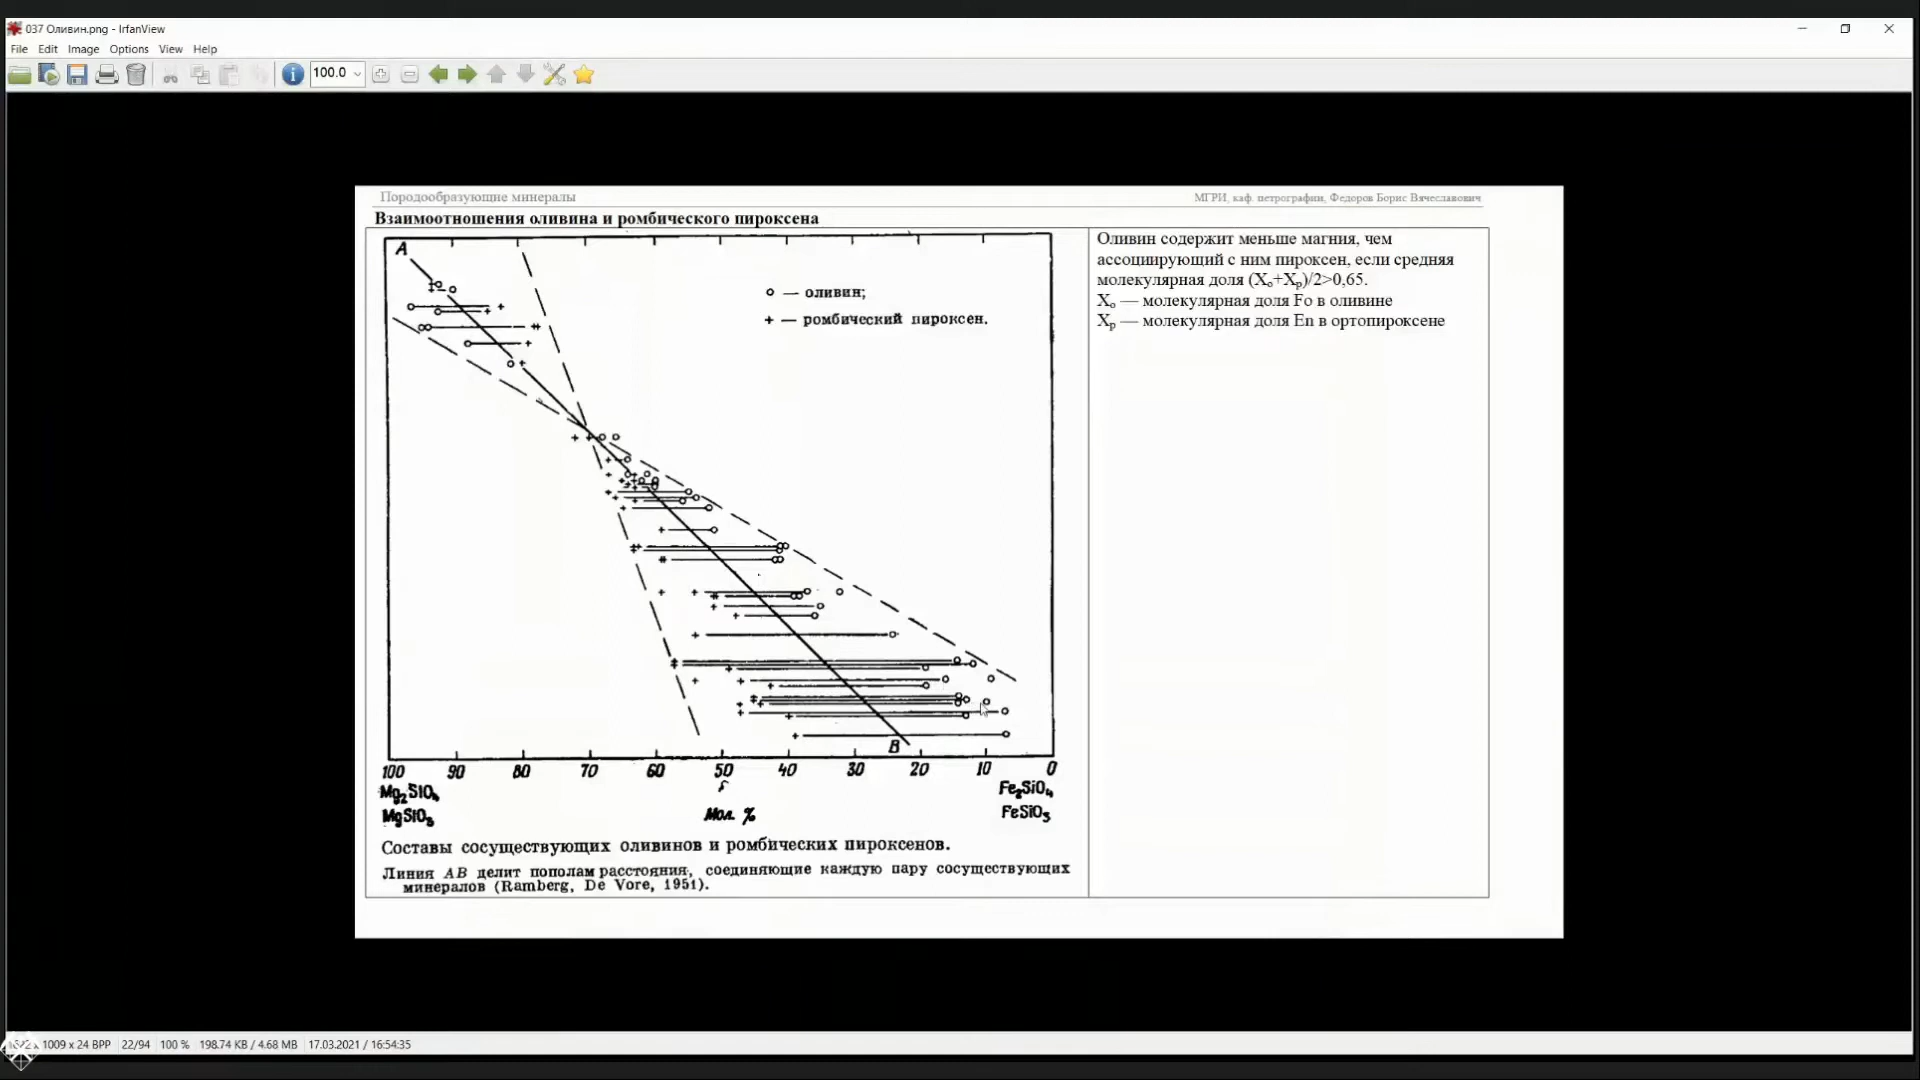 037 Оливин.png - IrfanView
File Edit Image Options View Help
100.0
Породообразующие минералы
МГРИ, каф. петрографии, Федоров Борис Вячеславович
Взаимоотношения оливина и ромбического пироксена
A
o — оливин;
+ — ромбический пироксен.
B
100 90 80 70 60 50 40 30 20 10 0
Mg₂SiO₄
Fe₂SiO₄
MgSiO₃
Мол. %
FeSiO₃
Составы сосуществующих оливинов и ромбических пироксенов.
Линия AB делит пополам расстояния, соединяющие каждую пару сосуществующих
минералов (Ramberg, De Vore, 1951).
Оливин содержит меньше магния, чем
ассоциирующий с ним пироксен, если средняя
молекулярная доля (Xₒ+Xₚ)/2>0,65.
Xₒ — молекулярная доля Fo в оливине
Xₚ — молекулярная доля En в ортопироксене
x 1009 x 24 BPP 22/94 100 % 198.74 KB / 4.68 MB 17.03.2021 / 16:54:35